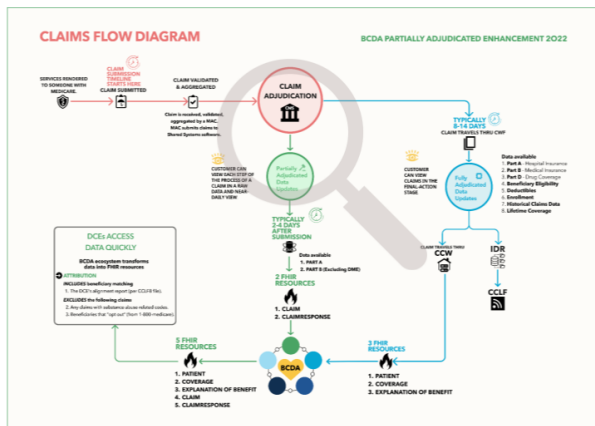 CLAIMS FLOW DIAGRAM
BCDA PARTIALLY ADJUDICATED ENHANCEMENT 2022
SERVICES RENDERED
TO SOMEONE WITH
MEDICARE.
CLAIM
SUBMISSION
TIMELINE
STARTS HERE.
CLAIM SUBMITTED
CLAIM VALIDATED
& AGGREGATED
Claim is received, validated,
aggregated by a MAC.
MAC submits claims to
Shared Systems software.
CLAIM
ADJUDICATION
CMS
TYPICALLY
8-14 DAYS
CLAIM TRAVELS THRU CWF
CUSTOMER CAN
VIEW EACH STEP OF
THE PROCESS OF A
CLAIM IN A RAW
DATA AND NEAR-
DAILY VIEW
Partially
Adjudicated
Data
Updates
CUSTOMER
CAN VIEW
CLAIMS IN THE
FINAL-ACTION
STAGE
Fully
Adjudicated
Data
Updates
Data available
1. Part A - Hospital Insurance
2. Part B - Medical Insurance
3. Part D - Drug Coverage
4. Beneficiary Eligibility
5. Deductibles
6. Enrollment
7. Historical Claims Data
8. Lifetime Coverage
TYPICALLY
2-4 DAYS
AFTER
SUBMISSION
Data available
1. PART A
2. PART B (Excluding DME)
CLAIM TRAVELS THRU
CCW
IDR
CCLF
DCEs ACCESS
DATA QUICKLY
BCDA ecosystem transforms
data into FHIR resources
ATTRIBUTION
INCLUDES beneficiary matching
1. The DCE's alignment report (per CCLF8 file).
EXCLUDES the following claims
1. Any claims with substance abuse related codes.
2. Beneficiaries that "opt out" (from 1-800-medicare).
2 FHIR
RESOURCES
1. CLAIM
2. CLAIMRESPONSE
5 FHIR
RESOURCES
1. PATIENT
2. COVERAGE
3. EXPLANATION OF BENEFIT
4. CLAIM
5. CLAIMRESPONSE
BCDA
3 FHIR
RESOURCES
1. PATIENT
2. COVERAGE
3. EXPLANATION OF BENEFIT